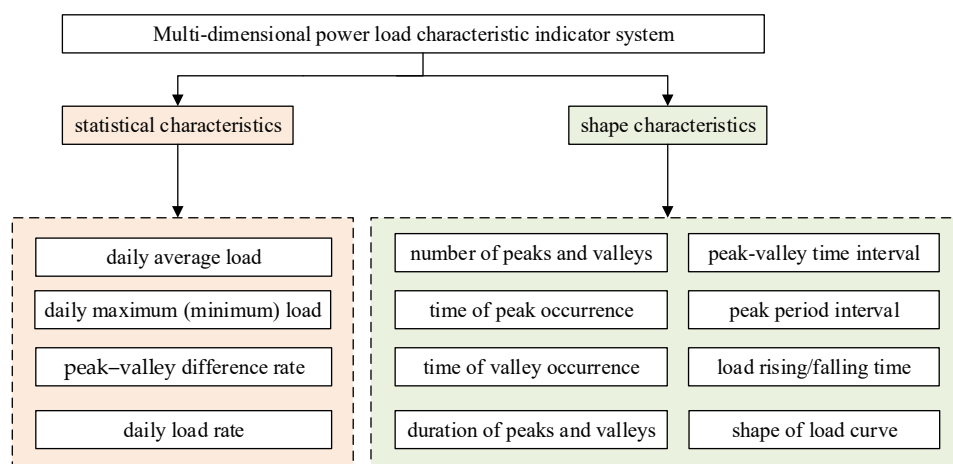 Multi-dimensional power load characteristic indicator system
statistical characteristics
shape characteristics
daily average load
daily maximum (minimum) load
peak–valley difference rate
daily load rate
number of peaks and valleys
peak-valley time interval
time of peak occurrence
peak period interval
time of valley occurrence
load rising/falling time
duration of peaks and valleys
shape of load curve